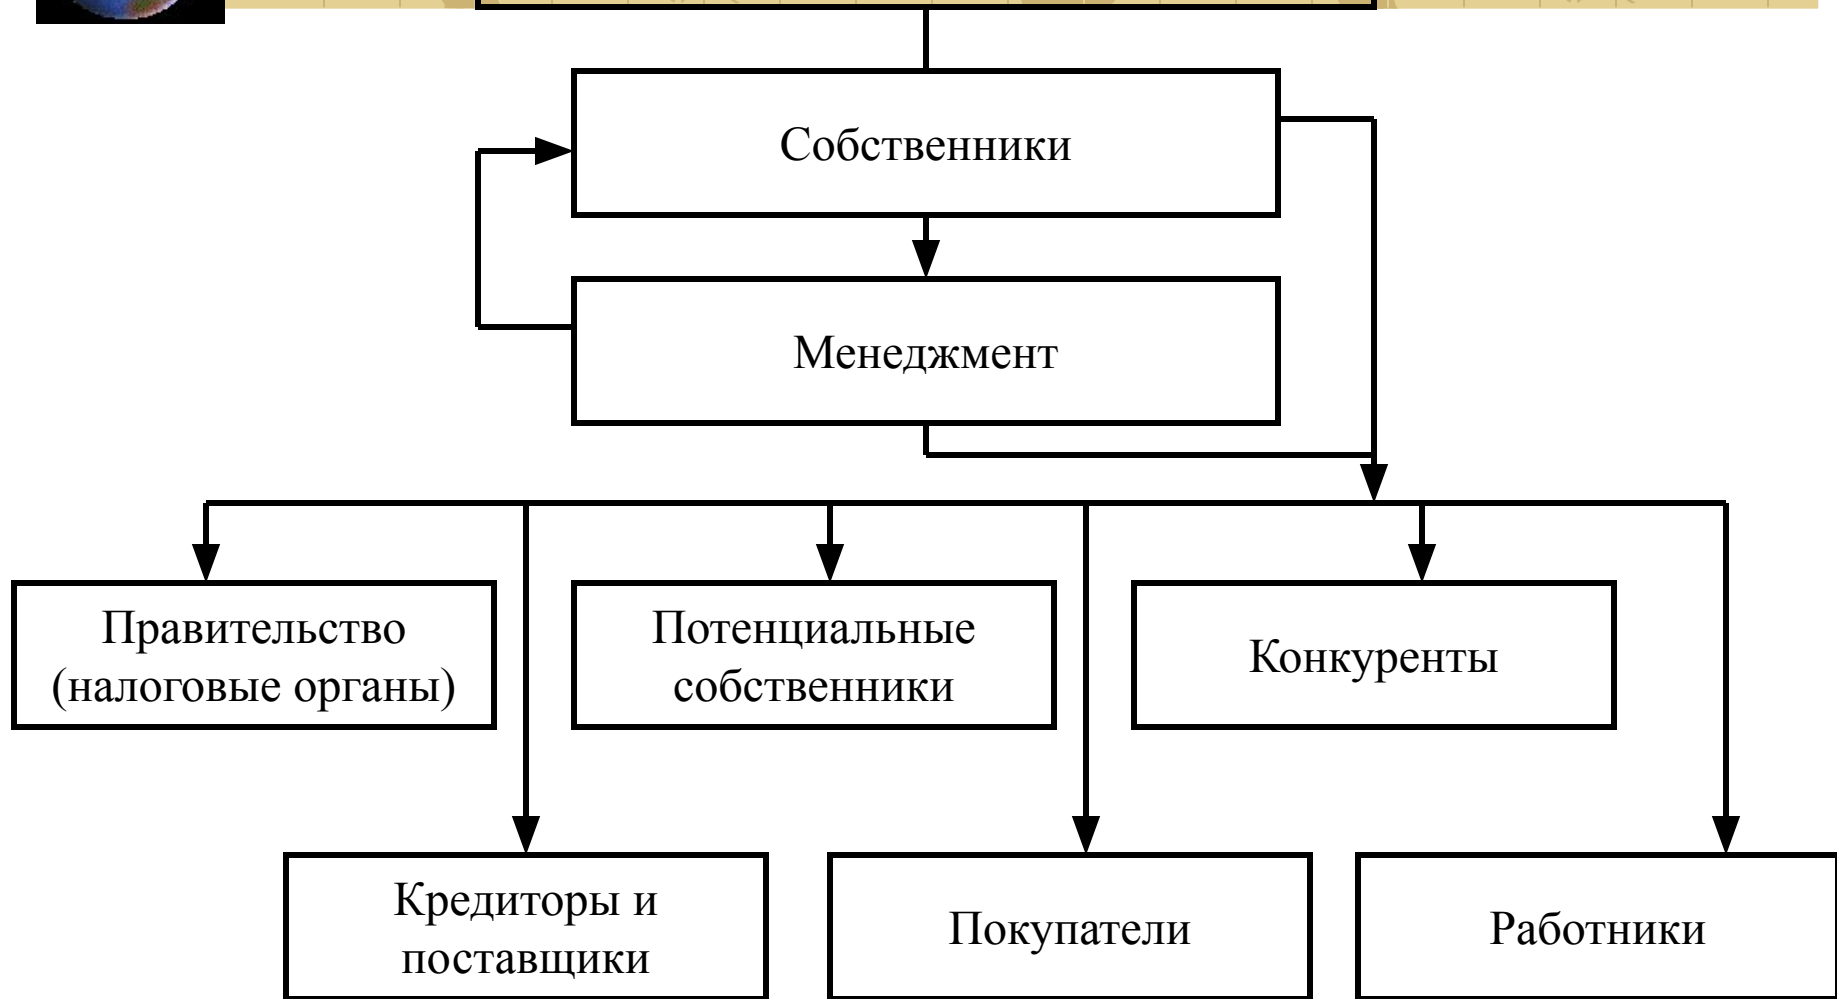 Собственники
Менеджмент
Правительство
(налоговые органы)
Потенциальные
собственники
Конкуренты
Кредиторы и
поставщики
Покупатели
Работники